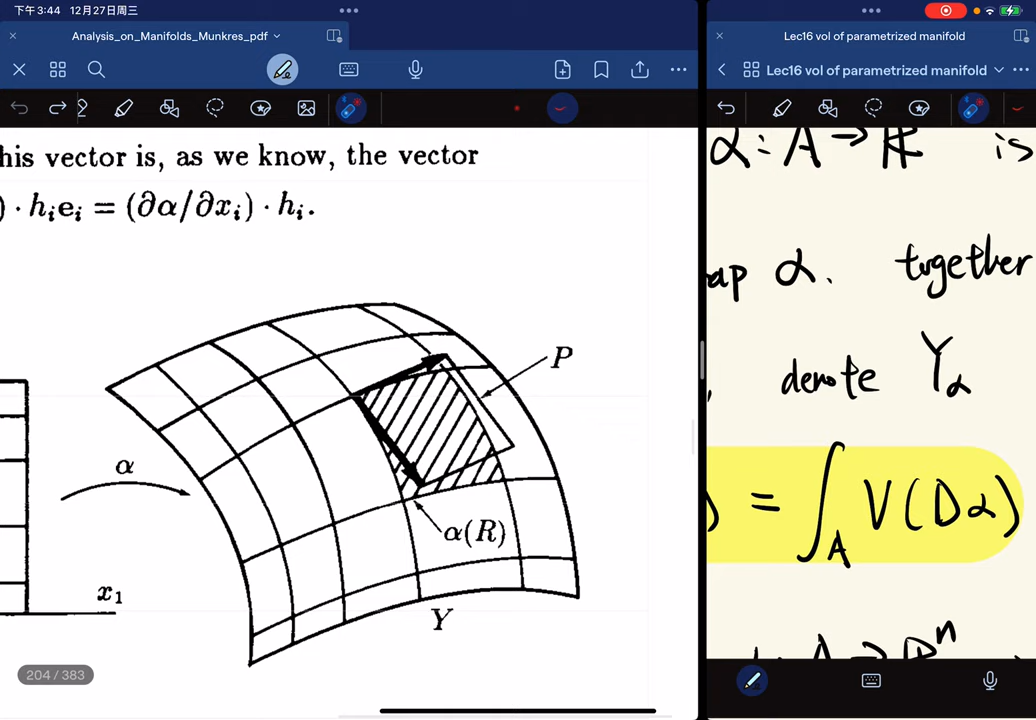 下午3:44 12月27日周三
Analysis_on_Manifolds_Munkres_pdf
Lec16 vol of parametrized manifold
Lec16 vol of parametrized manifold
his vector is, as we know, the vector
) · hᵢeᵢ = (∂α/∂xᵢ) · hᵢ.
P
α
α(R)
x₁
Y
204 / 383
α : A → ℝ is
ap α. together
denote Y_α
) = ∫_A V(Dα)
A → ℝⁿ